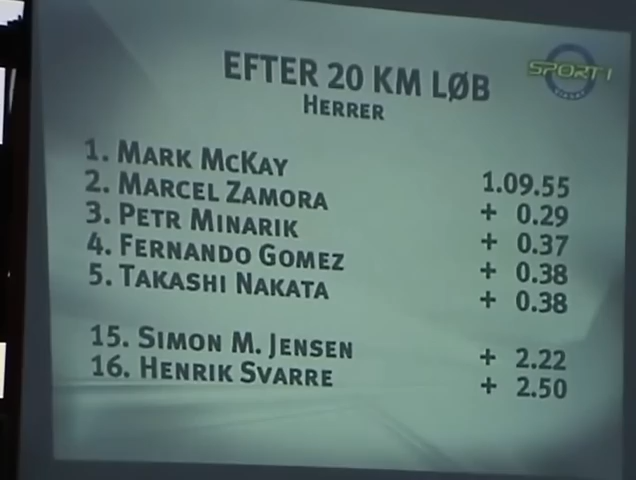 EFTER 20 KM LØB
HERRER
SPORT1
VIASAT
1. MARK MCKAY 1.09.55
2. MARCEL ZAMORA + 0.29
3. PETR MINARIK + 0.37
4. FERNANDO GOMEZ + 0.38
5. TAKASHI NAKATA + 0.38
15. SIMON M. JENSEN + 2.22
16. HENRIK SVARRE + 2.50